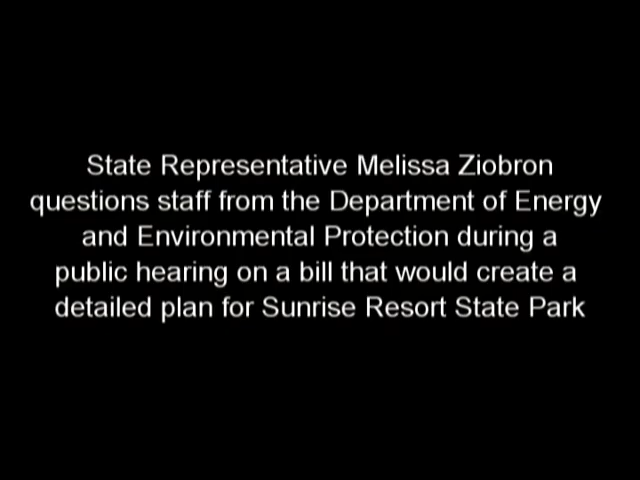 State Representative Melissa Ziobron
questions staff from the Department of Energy
and Environmental Protection during a
public hearing on a bill that would create a
detailed plan for Sunrise Resort State Park